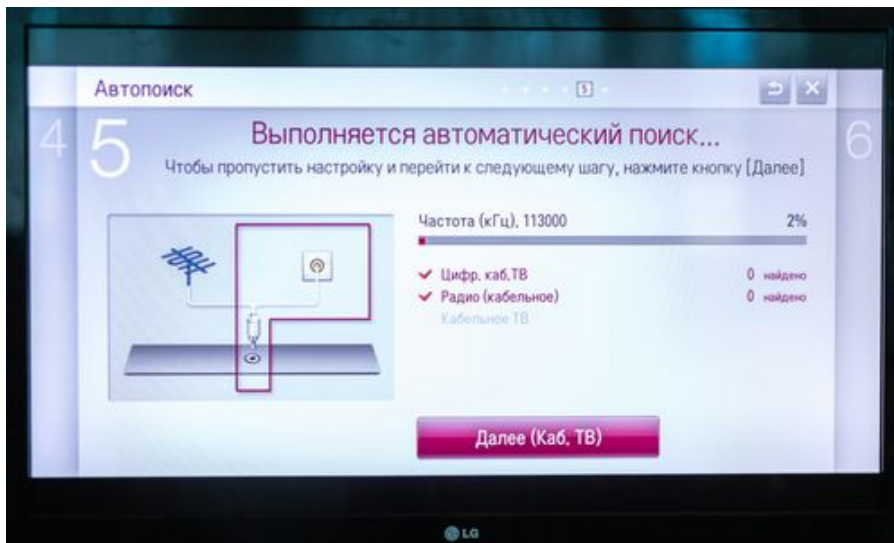 Автопоиск
5
4
5
Выполняется автоматический поиск...
6
Чтобы пропустить настройку и перейти к следующему шагу, нажмите кнопку [Далее]
Частота (кГц), 113000 2%
Цифр, каб,ТВ 0 найдено
Радио (кабельное) 0 найдено
Кабельное ТВ
Далее (Каб, ТВ)
LG